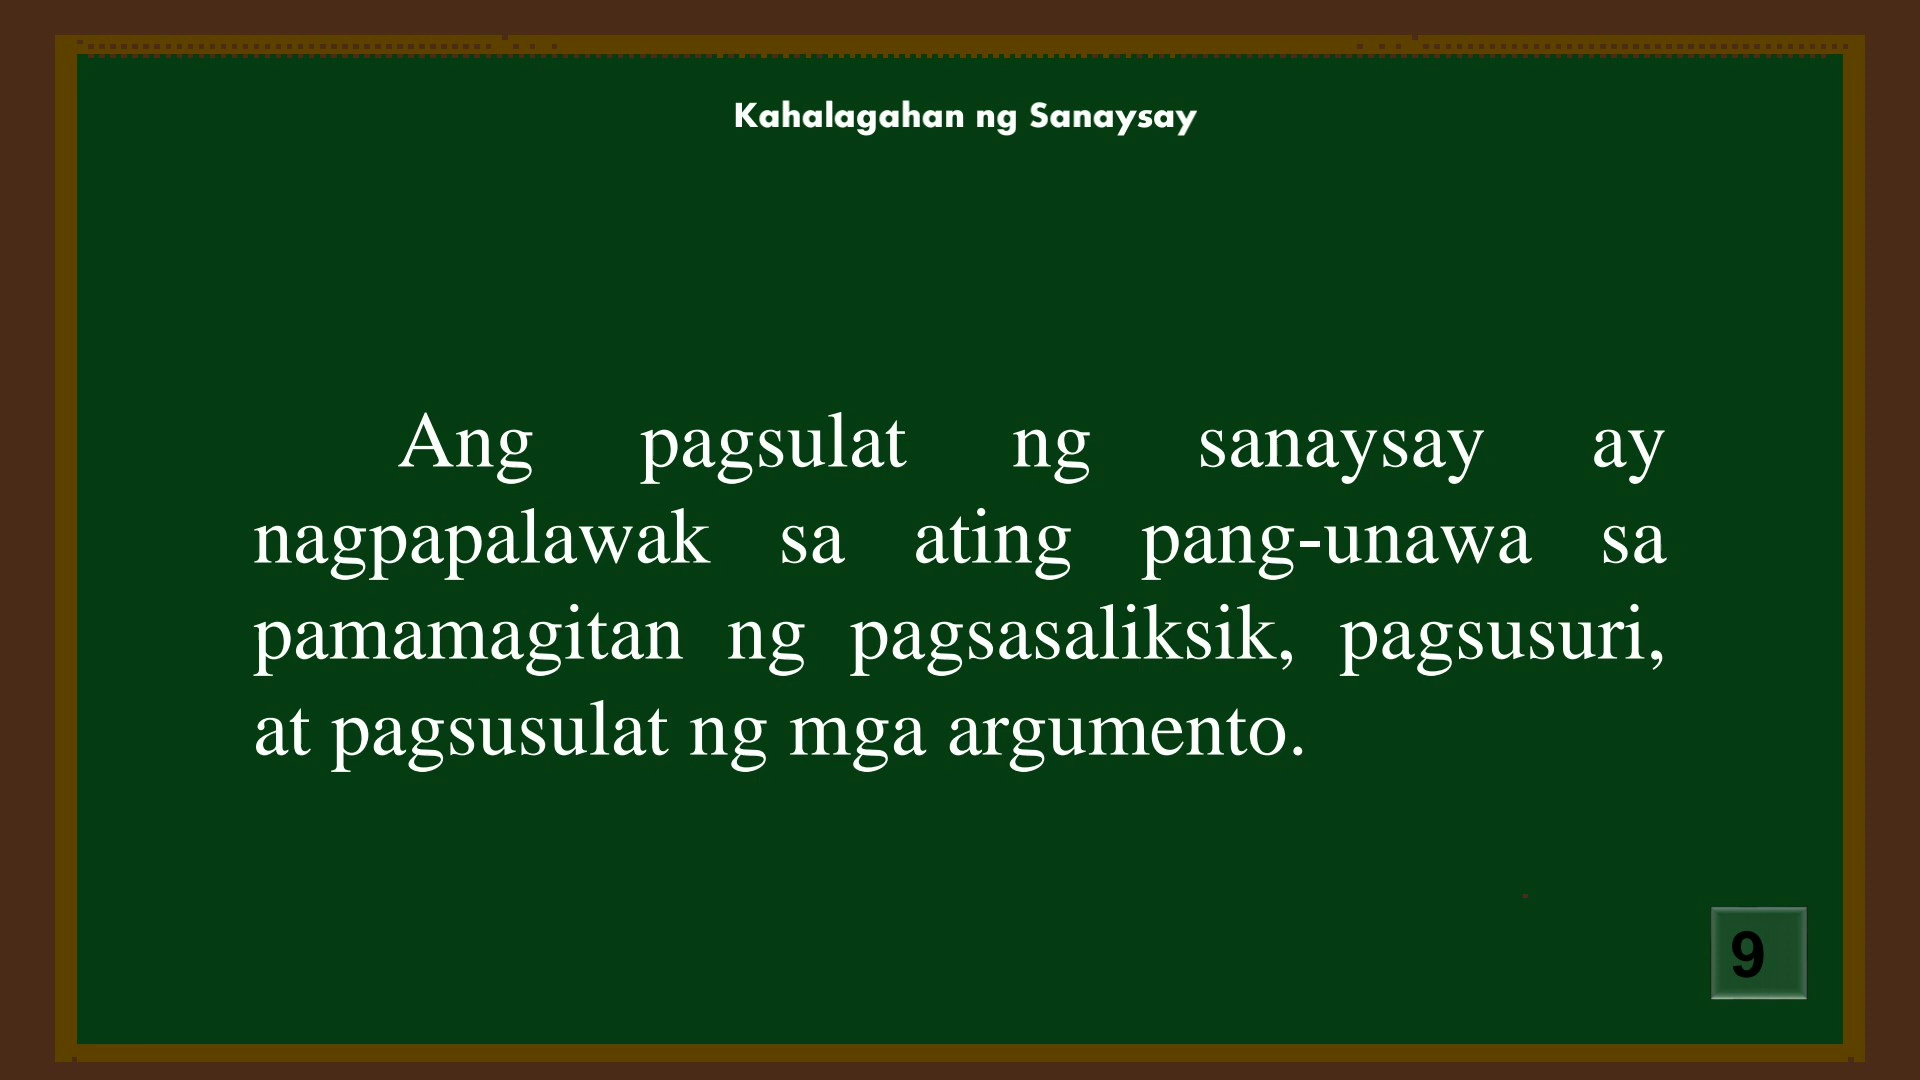 Kahalagahan ng Sanaysay
Ang pagsulat ng sanaysay ay
nagpapalawak sa ating pang-unawa sa
pamamagitan ng pagsasaliksik, pagsusuri,
at pagsusulat ng mga argumento.
9